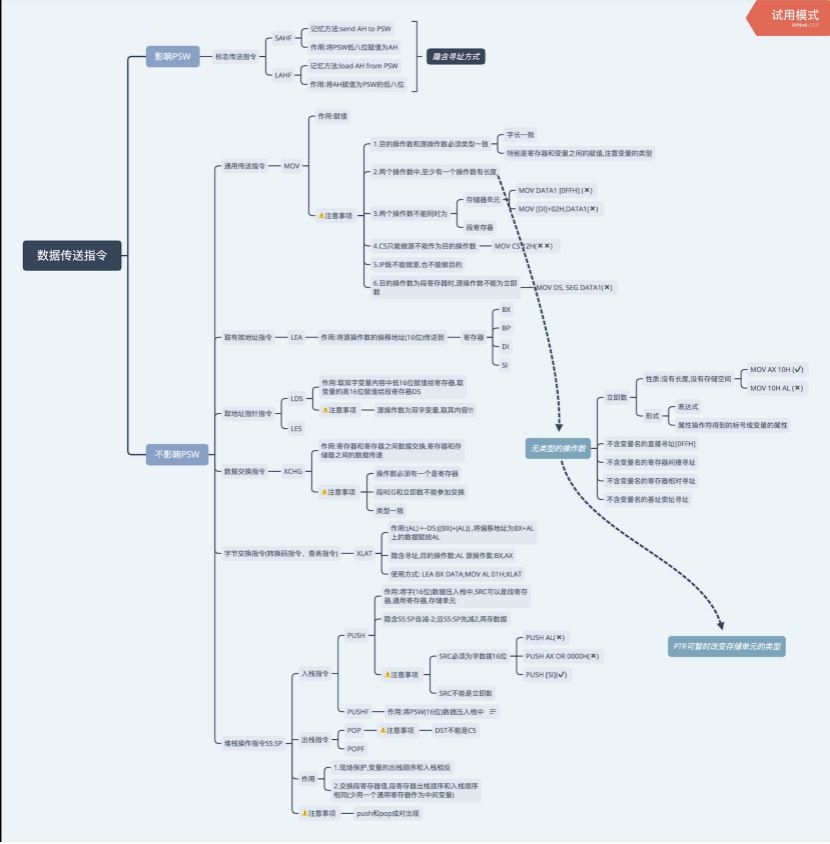 试用模式
XMind:ZEN
数据传送指令
影响PSW
标志传送指令
SAHF
记忆方法:send AH to PSW
作用:将PSW低八位赋值为AH
LAHF
记忆方法:load AH from PSW
作用:将AH赋值为PSW的低八位
隐含寻址方式
不影响PSW
通用传送指令
MOV
作用:赋值
注意事项
1.目的操作数和源操作数必须类型一致
字长一致
特别是寄存器和变量之间的赋值,注意变量的类型
2.两个操作数中,至少有一个操作数有长度
3.两个操作数不能同时为
存储器单元
MOV DATA1 [0FFH] (✖)
MOV [DI]+02H,DATA1(✖)
段寄存器
4.CS只能做源不能作为目的操作数
MOV CS,12H(✖✖)
5.IP既不能做源,也不能做目的
6.目的操作数为段寄存器时,源操作数不能为立即
数
MOV DS, SEG DATA1(✖)
取有效地址指令
LEA
作用:将源操作数的偏移地址(16位)传送到
寄存器
BX
BP
DI
SI
取地址指针指令
LDS
作用:取双字变量内容中低16位赋值给寄存器,取
变量的高16位赋值给段寄存器DS
注意事项
源操作数为双字变量,取其内容!!!
LES
数据交换指令
XCHG
作用:寄存器和寄存器之间数据交换,寄存器和存
储器之间的数据传递
注意事项
操作数必须有一个是寄存器
段REG和立即数不能参加交换
类型一致
字节交换指令(转换码指令、查表指令)
XLAT
作用:(AL) ←DS:((BX)+(AL)) ,将偏移地址为BX+AL
上的数据赋给AL
隐含寻址,目的操作数:AL 源操作数:BX,AX
使用方式: LEA BX DATA;MOV AL 01H;XLAT
堆栈操作指令SS:SP
入栈指令
PUSH
作用:将字(16位)数据压入栈中,SRC可以是段寄存
器,通用寄存器,存储单元
隐含SS:SP自减-2,且SS:SP先减2,再存数据
注意事项
SRC必须为字数据16位
PUSH AL(✖)
PUSH AX OR 0000H(✖)
PUSH [SI](✔)
SRC不能是立即数
PUSHF
作用:将PSW(16位)数据压入栈中
出栈指令
POP
注意事项
DST不能是CS
POPF
作用
1.现场保护,变量的出栈顺序和入栈相反
2.交换段寄存器值,段寄存器出栈顺序和入栈顺序
相同(少用一个通用寄存器作为中间变量)
注意事项
push和pop成对出现
无类型的操作数
立即数
性质:没有长度,没有存储空间
MOV AX 10H (✔)
MOV 10H AL (✖)
形式
表达式
属性操作符得到的标号或变量的属性
不含变量名的直接寻址[0FFH]
不含变量名的寄存器间接寻址
不含变量名的寄存器相对寻址
不含变量名的基址变址寻址
PTR可暂时改变存储单元的类型